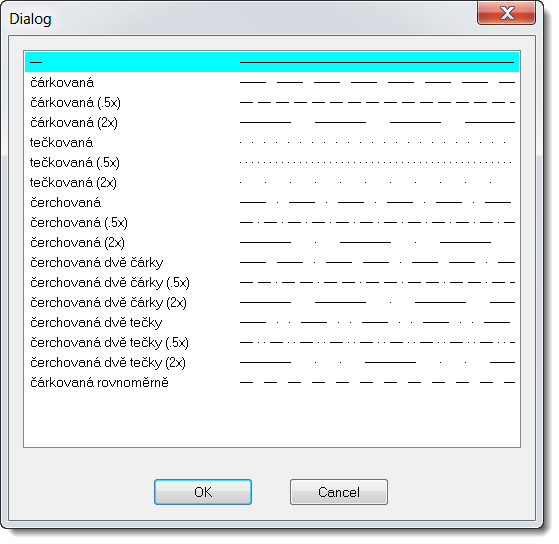 Dialog
—
čárkovaná
čárkovaná (.5x)
čárkovaná (2x)
tečkovaná
tečkovaná (.5x)
tečkovaná (2x)
čerchovaná
čerchovaná (.5x)
čerchovaná (2x)
čerchovaná dvě čárky
čerchovaná dvě čárky (.5x)
čerchovaná dvě čárky (2x)
čerchovaná dvě tečky
čerchovaná dvě tečky (.5x)
čerchovaná dvě tečky (2x)
čárkovaná rovnoměrně
OK Cancel